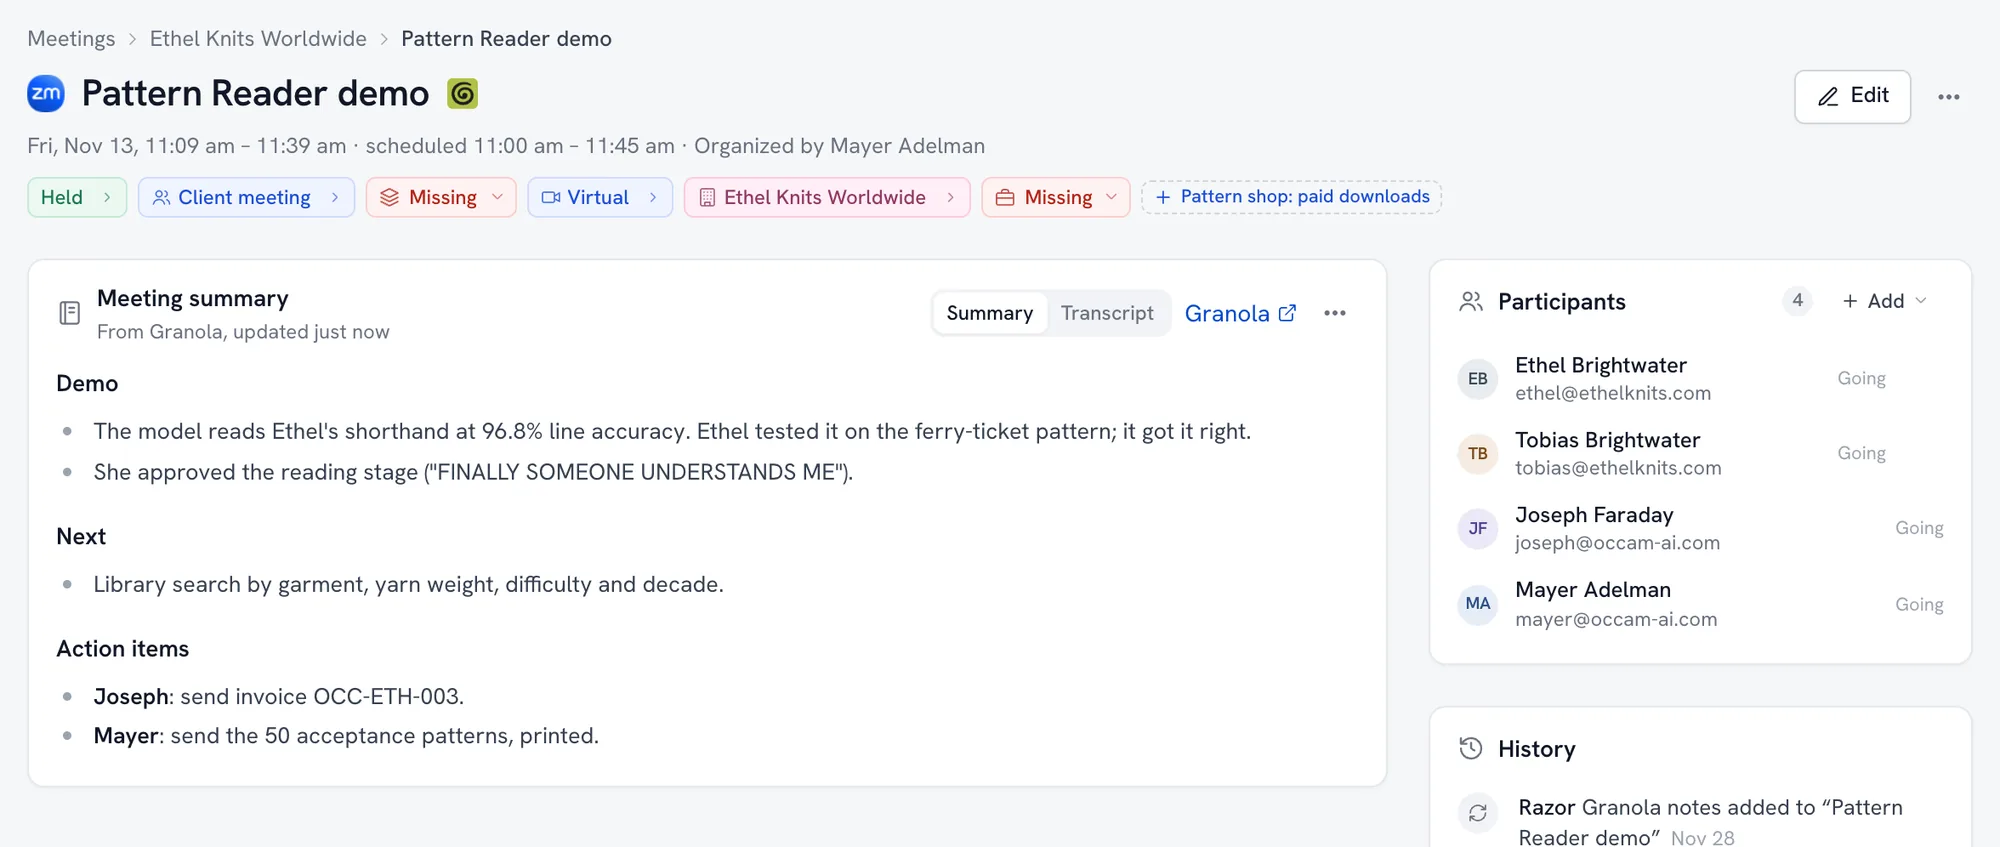 Meetings > Ethel Knits Worldwide > Pattern Reader demo
zm Pattern Reader demo
Edit
Fri, Nov 13, 11:09 am – 11:39 am · scheduled 11:00 am – 11:45 am · Organized by Mayer Adelman
Held
Client meeting
Missing
Virtual
Ethel Knits Worldwide
Missing
+ Pattern shop: paid downloads
Meeting summary
From Granola, updated just now
Summary
Transcript
Granola
Demo
• The model reads Ethel's shorthand at 96.8% line accuracy. Ethel tested it on the ferry-ticket pattern; it got it right.
• She approved the reading stage ("FINALLY SOMEONE UNDERSTANDS ME").
Next
• Library search by garment, yarn weight, difficulty and decade.
Action items
• Joseph: send invoice OCC-ETH-003.
• Mayer: send the 50 acceptance patterns, printed.
Participants
4
+ Add
EB
Ethel Brightwater
ethel@ethelknits.com
Going
TB
Tobias Brightwater
tobias@ethelknits.com
Going
JF
Joseph Faraday
joseph@occam-ai.com
Going
MA
Mayer Adelman
mayer@occam-ai.com
Going
History
Razor Granola notes added to “Pattern
Reader demo” Nov 28